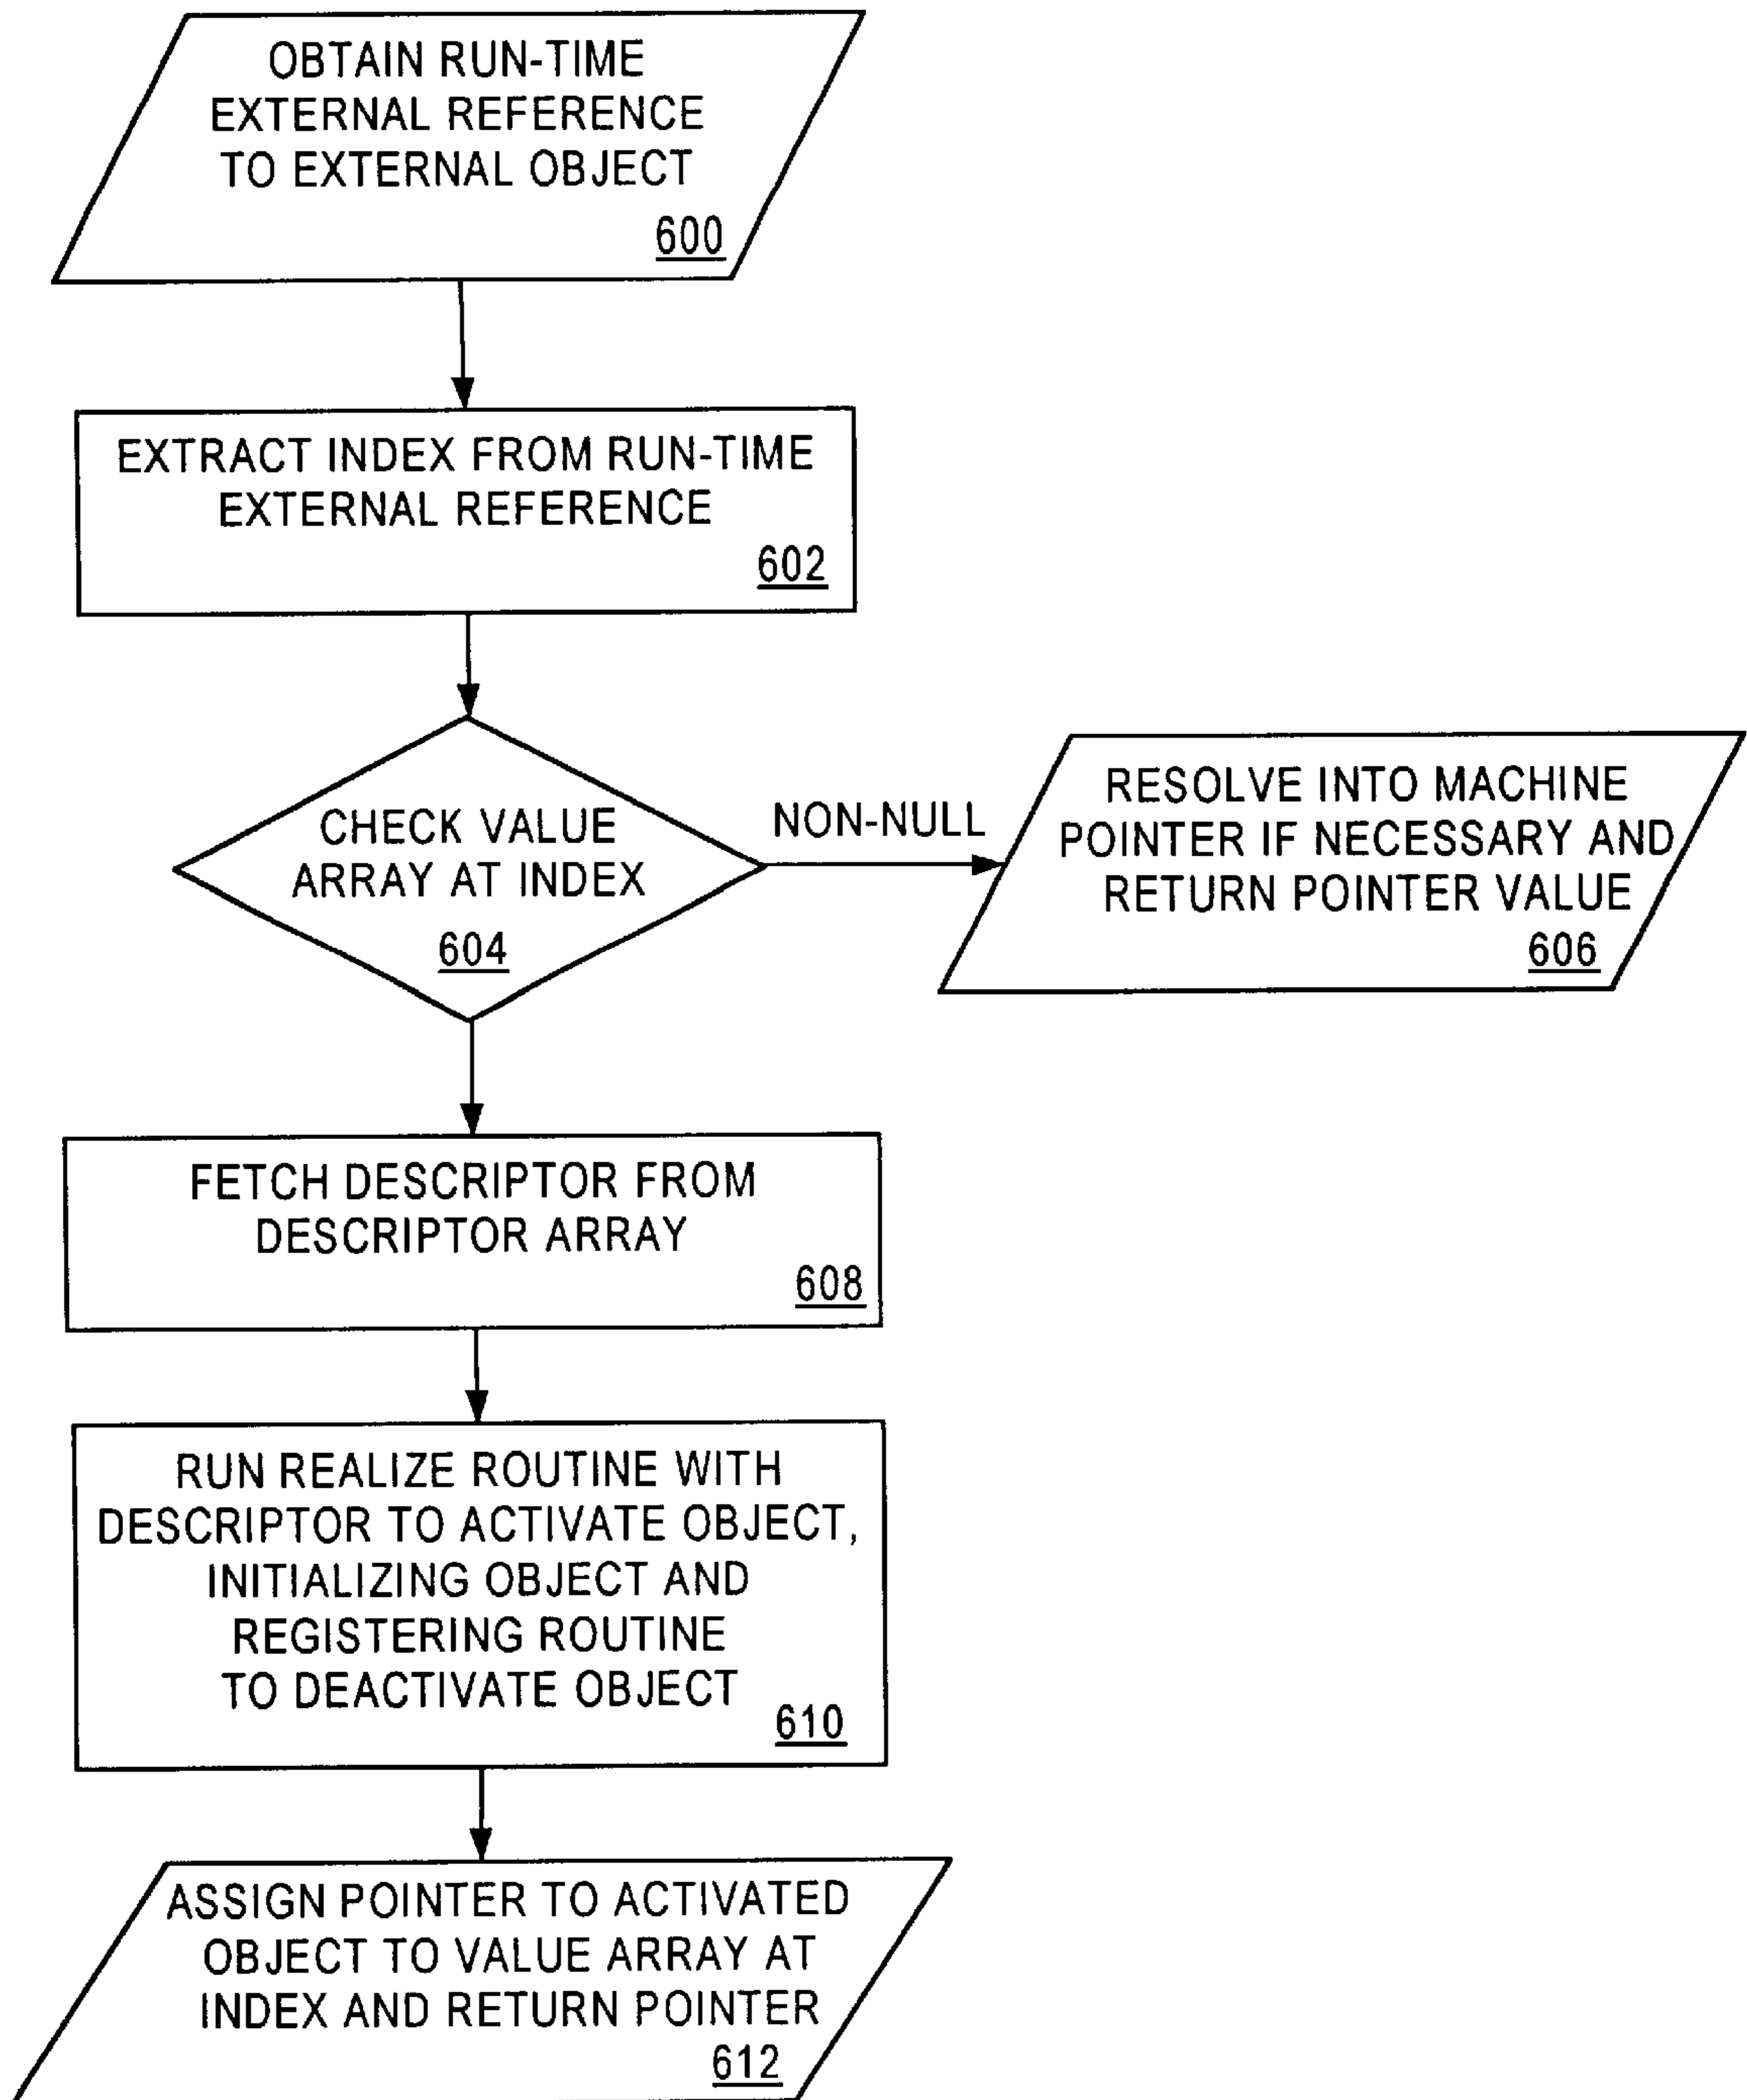 OBTAIN RUN-TIME
EXTERNAL REFERENCE
TO EXTERNAL OBJECT
600
EXTRACT INDEX FROM RUN-TIME
EXTERNAL REFERENCE
602
CHECK VALUE
ARRAY AT INDEX
604
NON-NULL
RESOLVE INTO MACHINE
POINTER IF NECESSARY AND
RETURN POINTER VALUE
606
FETCH DESCRIPTOR FROM
DESCRIPTOR ARRAY
608
RUN REALIZE ROUTINE WITH
DESCRIPTOR TO ACTIVATE OBJECT,
INITIALIZING OBJECT AND
REGISTERING ROUTINE
TO DEACTIVATE OBJECT
610
ASSIGN POINTER TO ACTIVATED
OBJECT TO VALUE ARRAY AT
INDEX AND RETURN POINTER
612